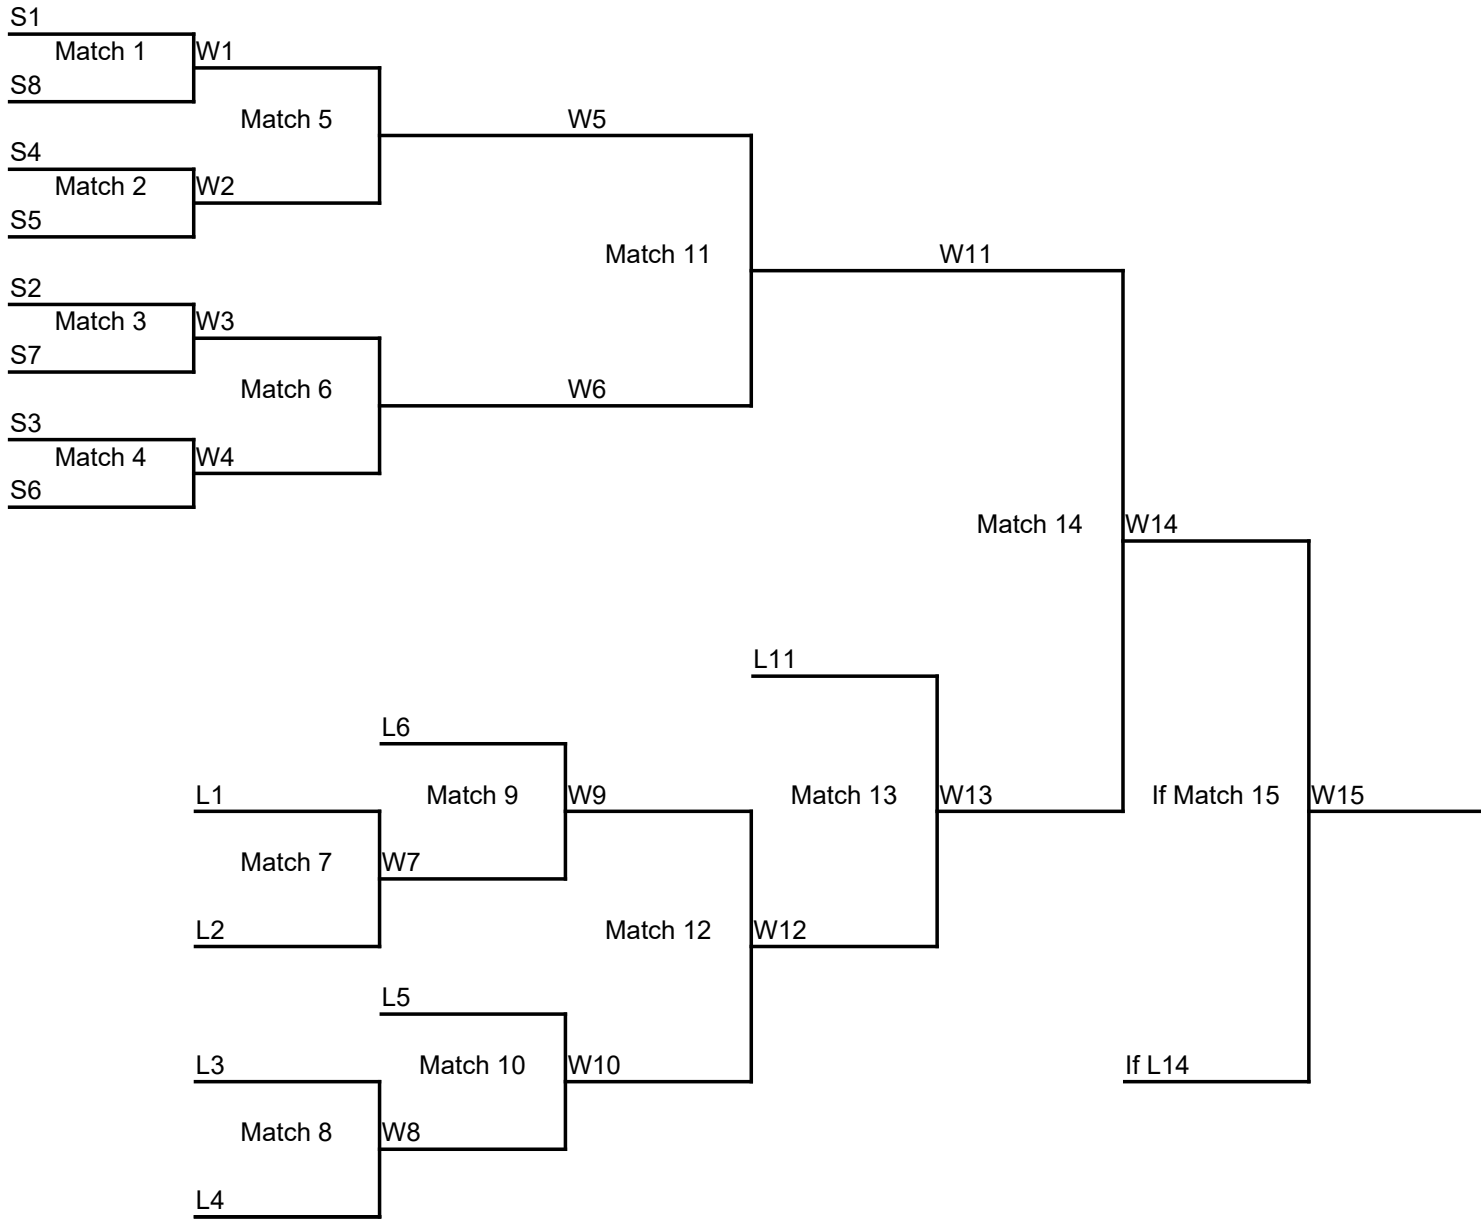 S1
Match 1
W1
S8
Match 5
W5
S4
Match 2
W2
S5
Match 11
W11
S2
Match 3
W3
S7
Match 6
W6
S3
Match 4
W4
S6
Match 14
W14
L11
L6
L1
Match 9
W9
Match 13
W13
If Match 15
W15
Match 7
W7
L2
Match 12
W12
L5
L3
Match 10
W10
If L14
Match 8
W8
L4